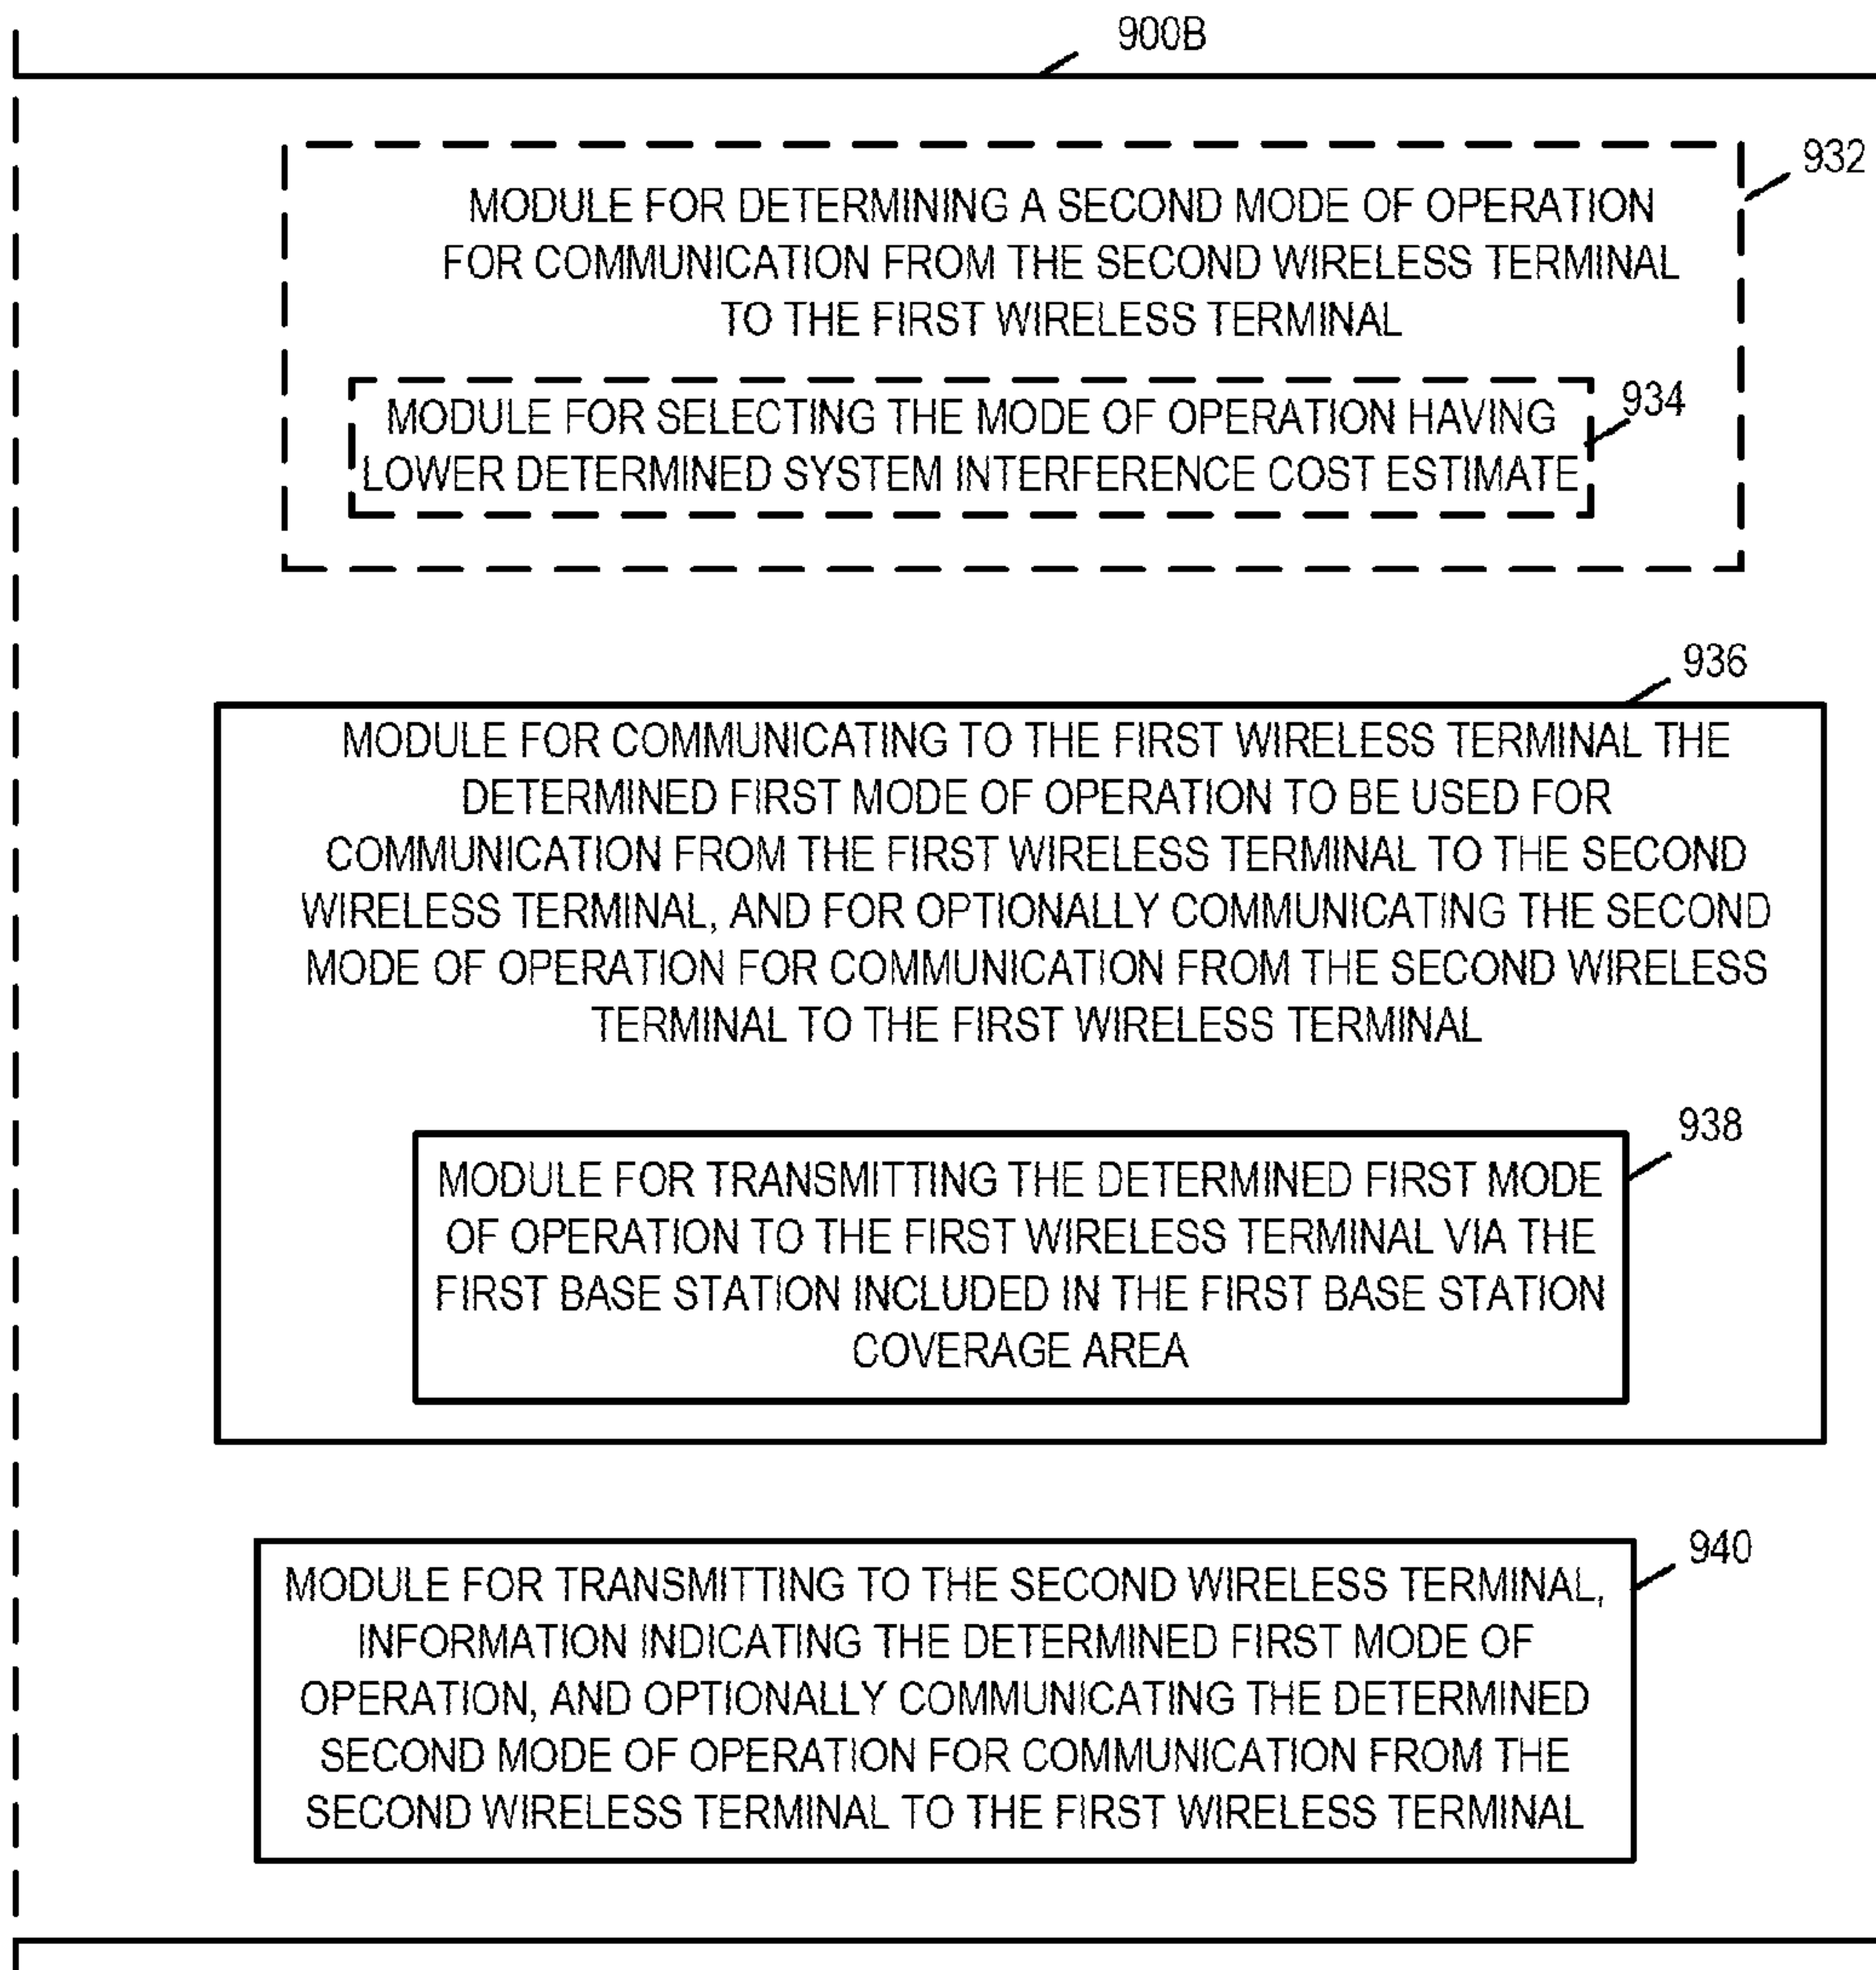 900B
932
MODULE FOR DETERMINING A SECOND MODE OF OPERATION
FOR COMMUNICATION FROM THE SECOND WIRELESS TERMINAL
TO THE FIRST WIRELESS TERMINAL
934
MODULE FOR SELECTING THE MODE OF OPERATION HAVING
LOWER DETERMINED SYSTEM INTERFERENCE COST ESTIMATE
936
MODULE FOR COMMUNICATING TO THE FIRST WIRELESS TERMINAL THE
DETERMINED FIRST MODE OF OPERATION TO BE USED FOR
COMMUNICATION FROM THE FIRST WIRELESS TERMINAL TO THE SECOND
WIRELESS TERMINAL, AND FOR OPTIONALLY COMMUNICATING THE SECOND
MODE OF OPERATION FOR COMMUNICATION FROM THE SECOND WIRELESS
TERMINAL TO THE FIRST WIRELESS TERMINAL
938
MODULE FOR TRANSMITTING THE DETERMINED FIRST MODE
OF OPERATION TO THE FIRST WIRELESS TERMINAL VIA THE
FIRST BASE STATION INCLUDED IN THE FIRST BASE STATION
COVERAGE AREA
940
MODULE FOR TRANSMITTING TO THE SECOND WIRELESS TERMINAL,
INFORMATION INDICATING THE DETERMINED FIRST MODE OF
OPERATION, AND OPTIONALLY COMMUNICATING THE DETERMINED
SECOND MODE OF OPERATION FOR COMMUNICATION FROM THE
SECOND WIRELESS TERMINAL TO THE FIRST WIRELESS TERMINAL